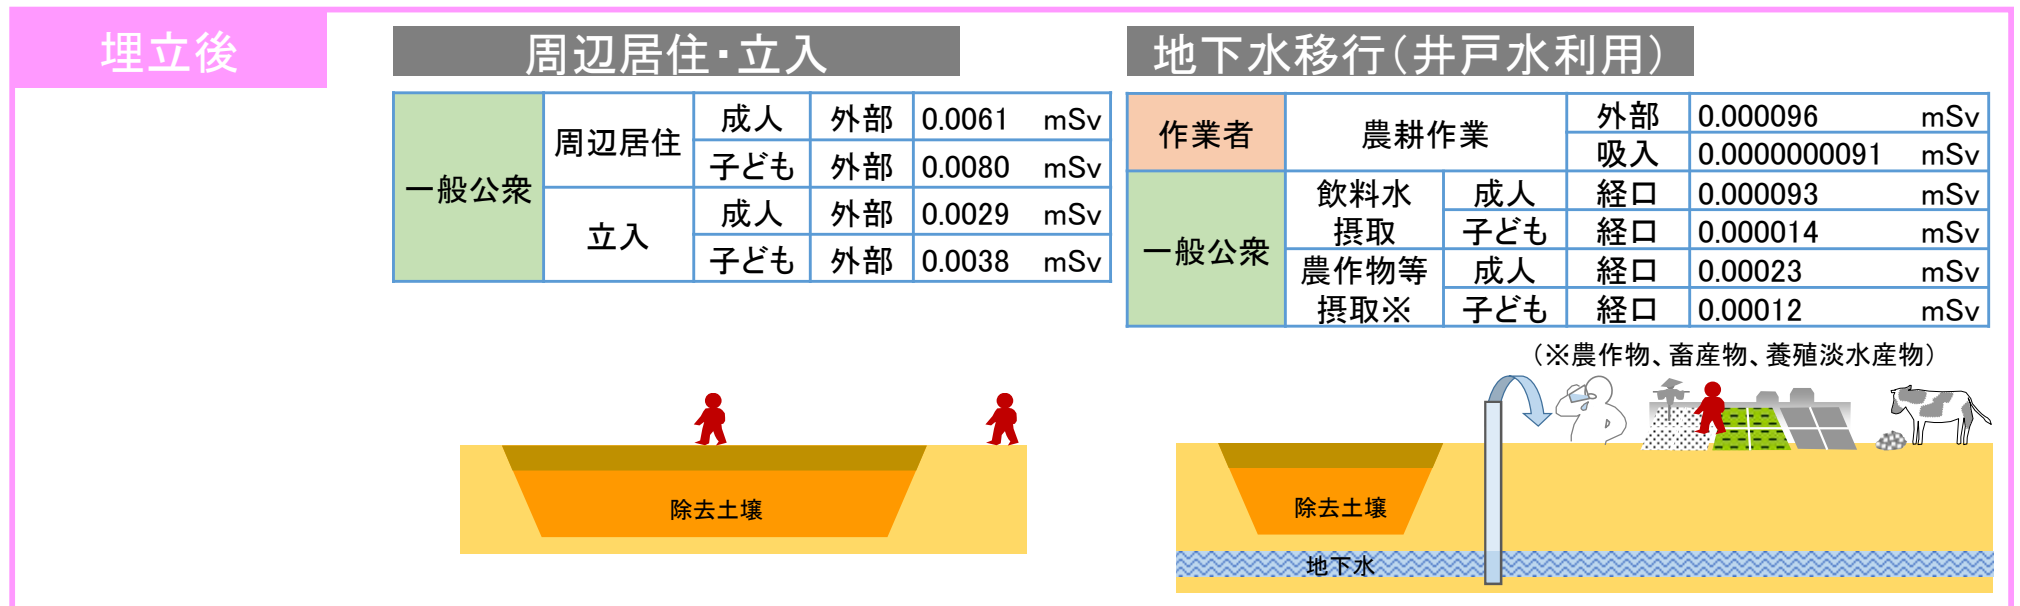 埋立後
周辺居住・立入
一般公衆 周辺居住 成人 外部 0.0061 mSv
子ども 外部 0.0080 mSv
立入 成人 外部 0.0029 mSv
子ども 外部 0.0038 mSv
除去土壌
地下水移行（井戸水利用）
作業者 農耕作業 外部 0.000096 mSv
吸入 0.0000000091 mSv
一般公衆 飲料水 成人 経口 0.000093 mSv
摂取 子ども 経口 0.000014 mSv
農作物等 成人 経口 0.00023 mSv
摂取※ 子ども 経口 0.00012 mSv
（※農作物、畜産物、養殖淡水産物）
除去土壌
地下水